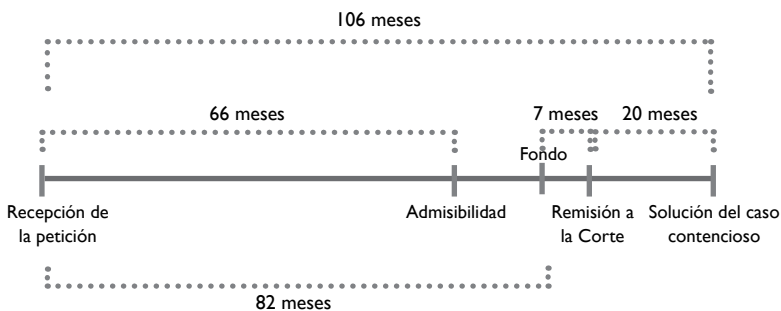 106 meses
66 meses
7 meses
20 meses
Fondo
Recepción de
la petición
Admisibilidad
Remisión a
la Corte
Solución del caso
contencioso
82 meses